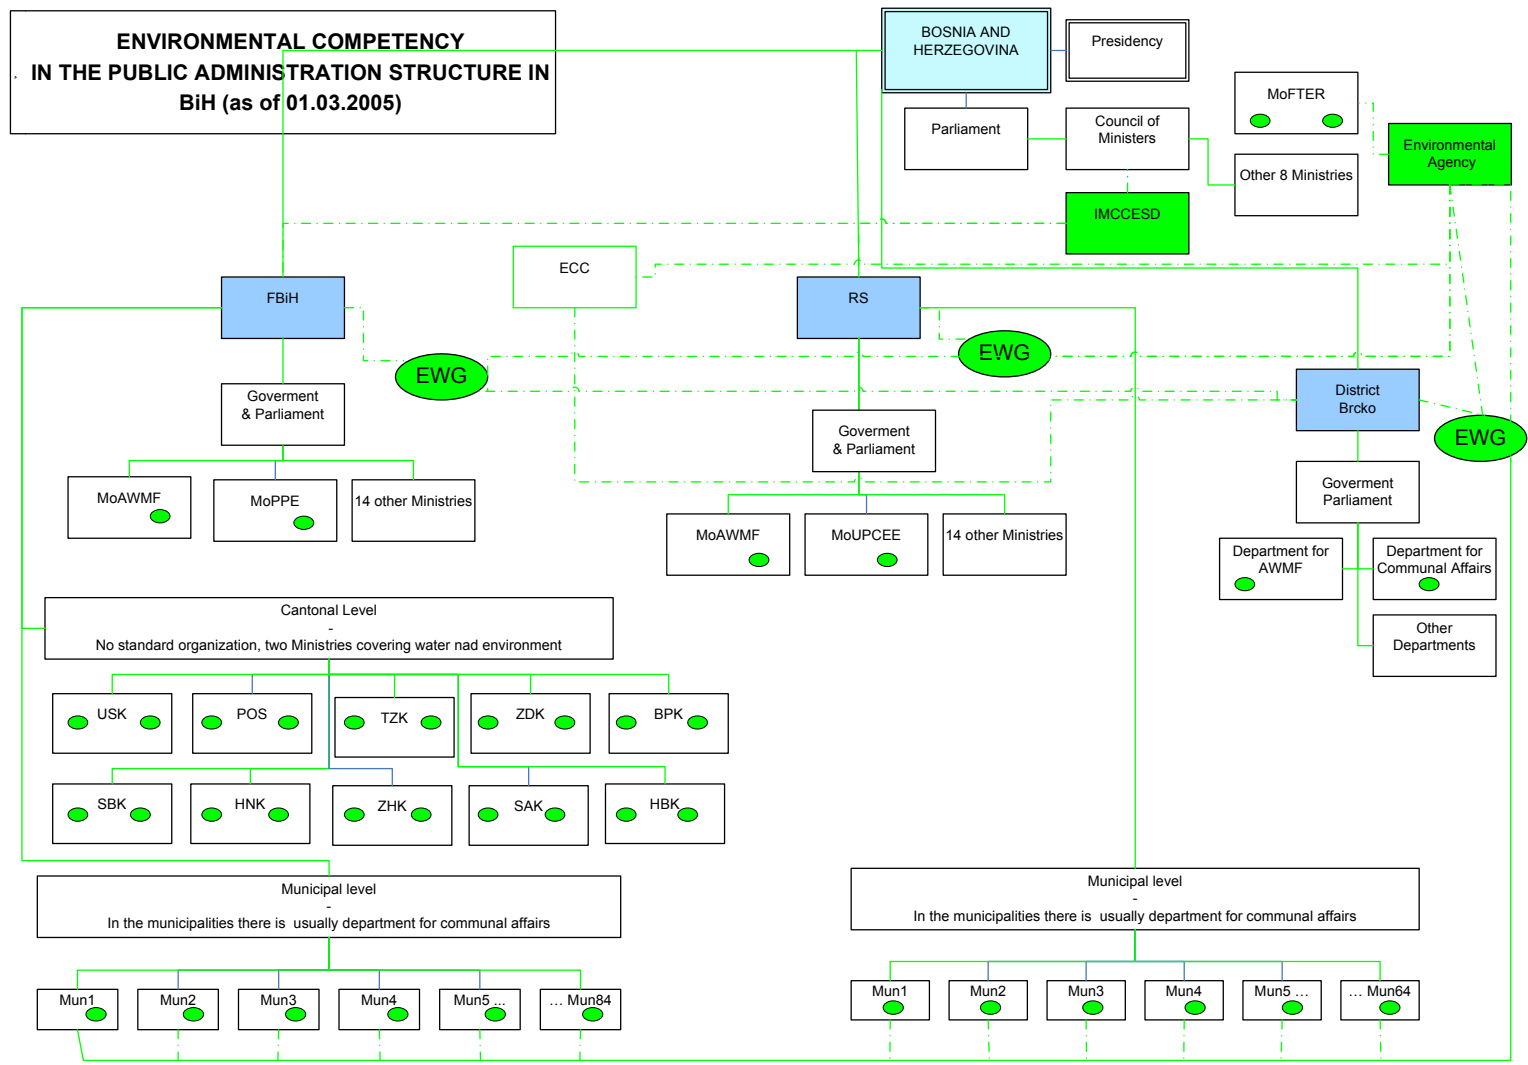 ENVIRONMENTAL COMPETENCY
IN THE PUBLIC ADMINISTRATION STRUCTURE IN
BiH (as of 01.03.2005)
BOSNIA AND
HERZEGOVINA
Presidency
MoFTER
Parliament
Council of
Ministers
Environmental
Agency
Other 8 Ministries
IMCCESD
ECC
FBiH
RS
EWG
EWG
District
Brcko
EWG
Goverment
& Parliament
Goverment
& Parliament
Goverment
Parliament
MoAWMF
MoPPE
14 other Ministries
MoAWMF
MoUPCEE
14 other Ministries
Department for
AWMF
Department for
Communal Affairs
Other
Departments
Cantonal Level
-
No standard organization, two Ministries covering water nad environment
USK
POS
TZK
ZDK
BPK
SBK
HNK
ZHK
SAK
HBK
Municipal level
-
In the municipalities there is  usually department for communal affairs
Mun1
Mun2
Mun3
Mun4
Mun5 ...
… Mun84
Municipal level
-
In the municipalities there is  usually department for communal affairs
Mun1
Mun2
Mun3
Mun4
Mun5 …
… Mun64